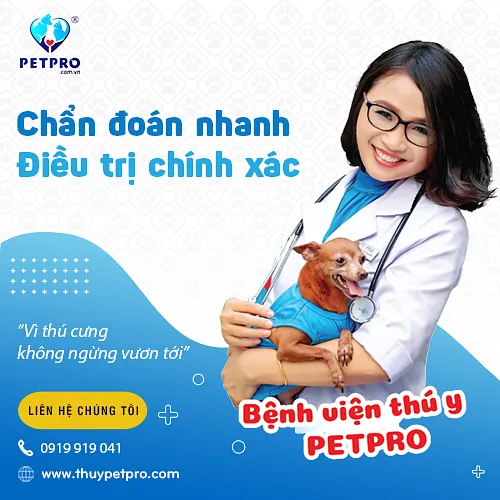 ®
PETPRO
.com.vn
Chẩn đoán nhanh
Điều trị chính xác
“Vì thú cưng
không ngừng vươn tới”
LIÊN HỆ CHÚNG TÔI
0919 919 041
www.thuypetpro.com
Bệnh viện thú y
PETPRO